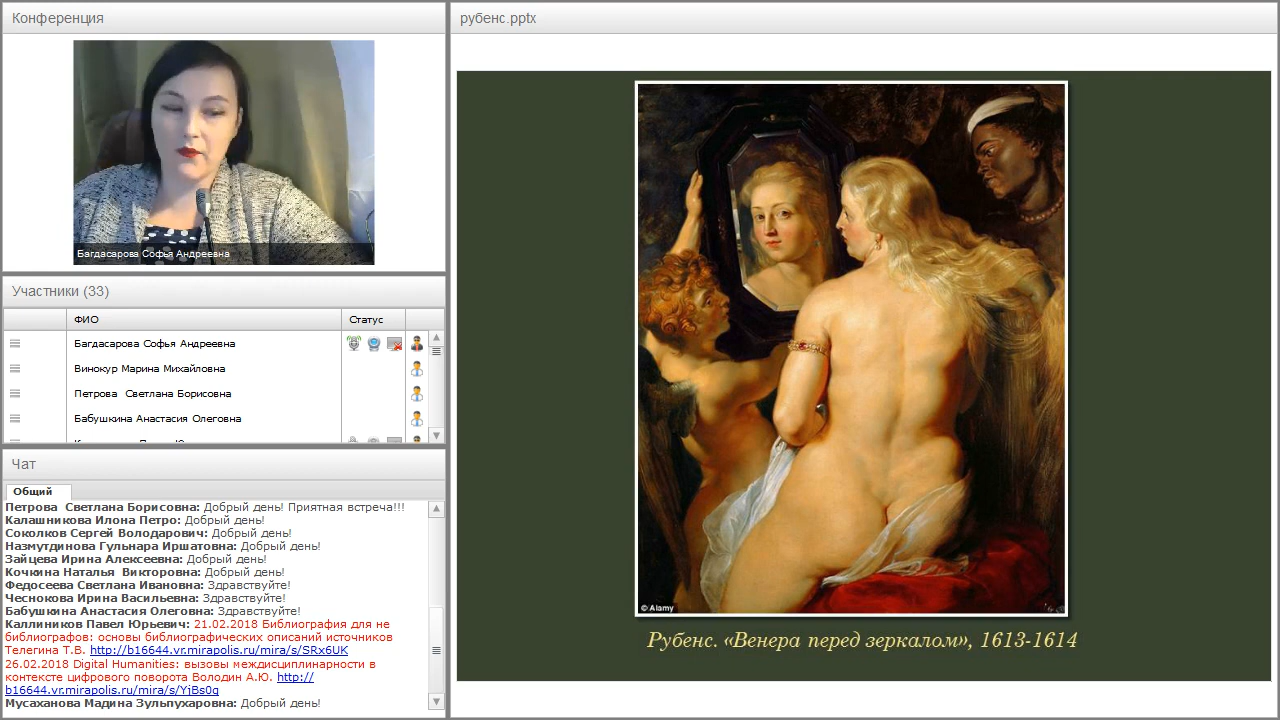 Конференция
Багдасарова Софья Андреевна
Участники (33)
ФИО
Статус
Багдасарова Софья Андреевна
Винокур Марина Михайловна
Петрова Светлана Борисовна
Бабушкина Анастасия Олеговна
Чат
Общий
Петрова Светлана Борисовна: Добрый день! Приятная встреча!!!
Калашникова Илона Петро: Добрый день!
Соколков Сергей Володарович: Добрый день!
Назмутдинова Гульнара Иршатовна: Добрый день!
Зайцева Ирина Алексеевна: Добрый день!
Кочкина Наталья Викторовна: Добрый день!
Федосеева Светлана Ивановна: Здравствуйте!
Чеснокова Ирина Васильевна: Здравствуйте!
Бабушкина Анастасия Олеговна: Здравствуйте!
Каллиников Павел Юрьевич: 21.02.2018 Библиография для не
библиографов: основы библиографических описаний источников
Телегина Т.В. http://b16644.vr.mirapolis.ru/mira/s/SRx6UK
26.02.2018 Digital Humanities: вызовы междисциплинарности в
контексте цифрового поворота Володин А.Ю. http://
b16644.vr.mirapolis.ru/mira/s/YjBs0q
Мусаханова Мадина Зульпухаровна: Добрый день!
рубенс.pptx
© Alamy
Рубенс. «Венера перед зеркалом», 1613-1614